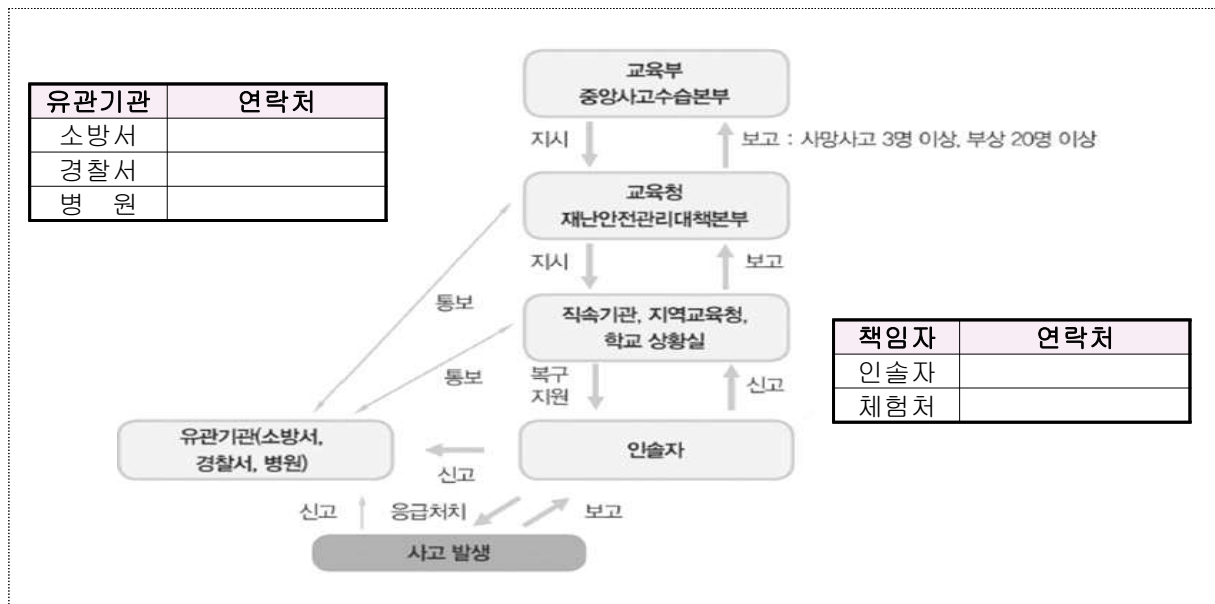 교육부
중앙사고수습본부
유관기관 연락처
소방서
경찰서
병 원
지시
보고 : 사망사고 3명 이상, 부상 20명 이상
교육청
재난안전관리대책본부
지시
보고
통보
직속기관, 지역교육청,
학교 상황실
책임자 연락처
인솔자
체험처
통보
복구
지원
신고
유관기관(소방서,
경찰서, 병원)
신고
인솔자
신고
응급처치
보고
사고 발생